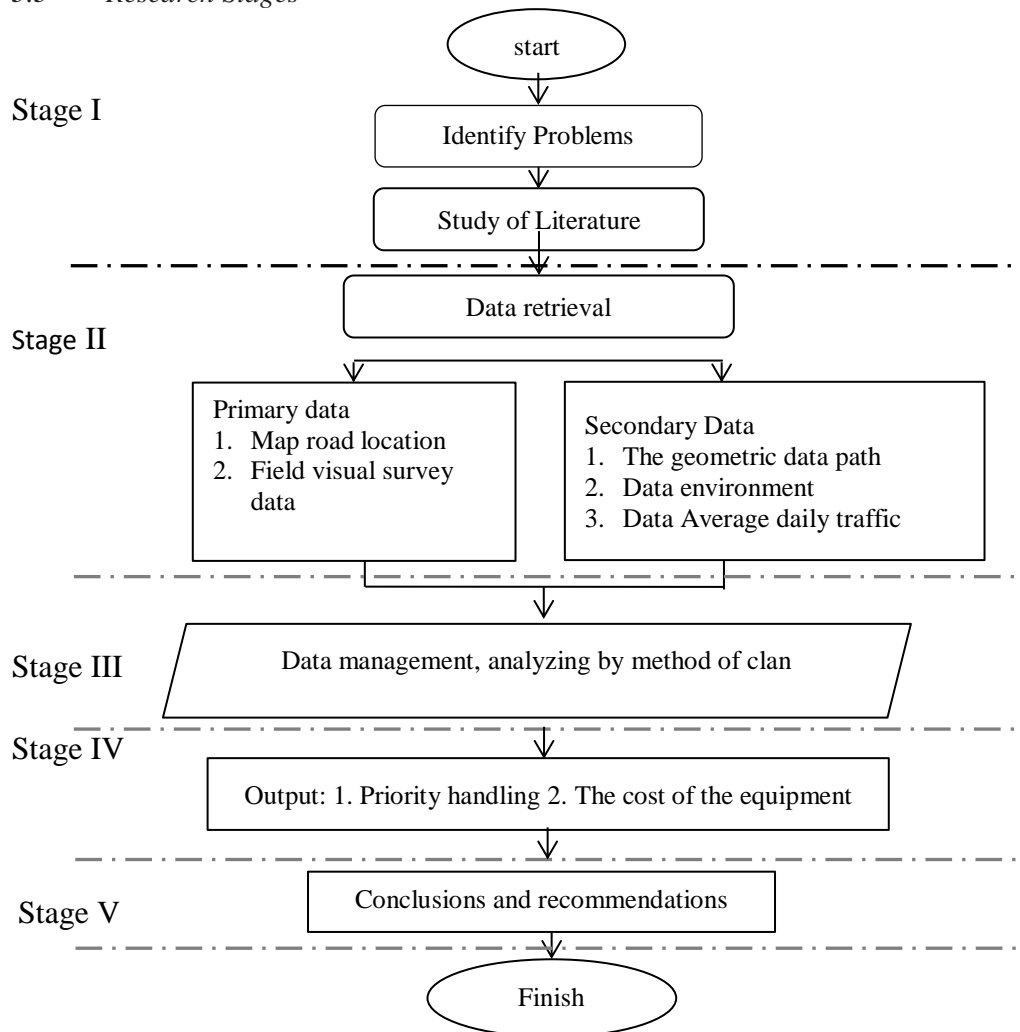 Research Stages
start
Stage I
Identify Problems
Study of Literature
Data retrieval
Stage II
Primary data
1. Map road location
2. Field visual survey
data
Secondary Data
1. The geometric data path
2. Data environment
3. Data Average daily traffic
Stage III
Data management, analyzing by method of clan
Stage IV
Output: 1. Priority handling 2. The cost of the equipment
Conclusions and recommendations
Stage V
Finish